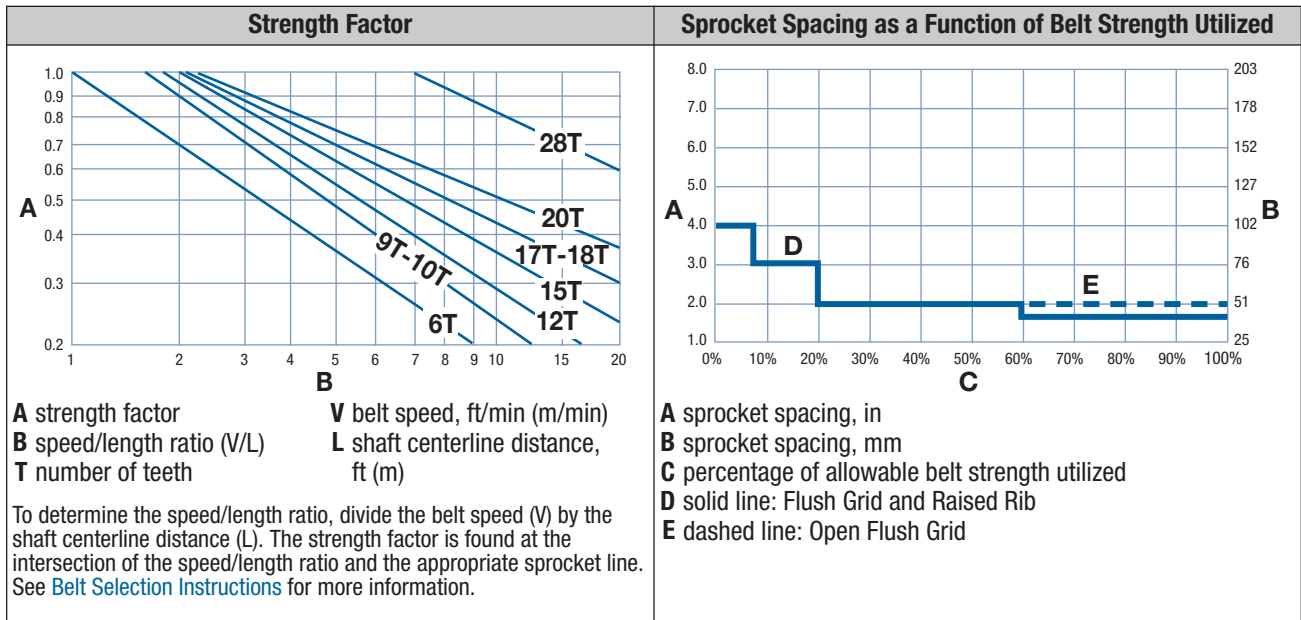 Strength Factor
1.0
0.9
0.8
0.7
0.6
0.5
0.4
0.3
0.2
A
28T
20T
17T-18T
15T
12T
9T-10T
6T
1 2 3 4 5 6 7 8 9 10 15 20
B
A strength factor
B speed/length ratio (V/L)
T number of teeth
V belt speed, ft/min (m/min)
L shaft centerline distance,
ft (m)
To determine the speed/length ratio, divide the belt speed (V) by the
shaft centerline distance (L). The strength factor is found at the
intersection of the speed/length ratio and the appropriate sprocket line.
See Belt Selection Instructions for more information.
Sprocket Spacing as a Function of Belt Strength Utilized
8.0
7.0
6.0
5.0
4.0
3.0
2.0
1.0
A
D
E
203
178
152
127
102
76
51
25
B
0% 10% 20% 30% 40% 50% 60% 70% 80% 90% 100%
C
A sprocket spacing, in
B sprocket spacing, mm
C percentage of allowable belt strength utilized
D solid line: Flush Grid and Raised Rib
E dashed line: Open Flush Grid